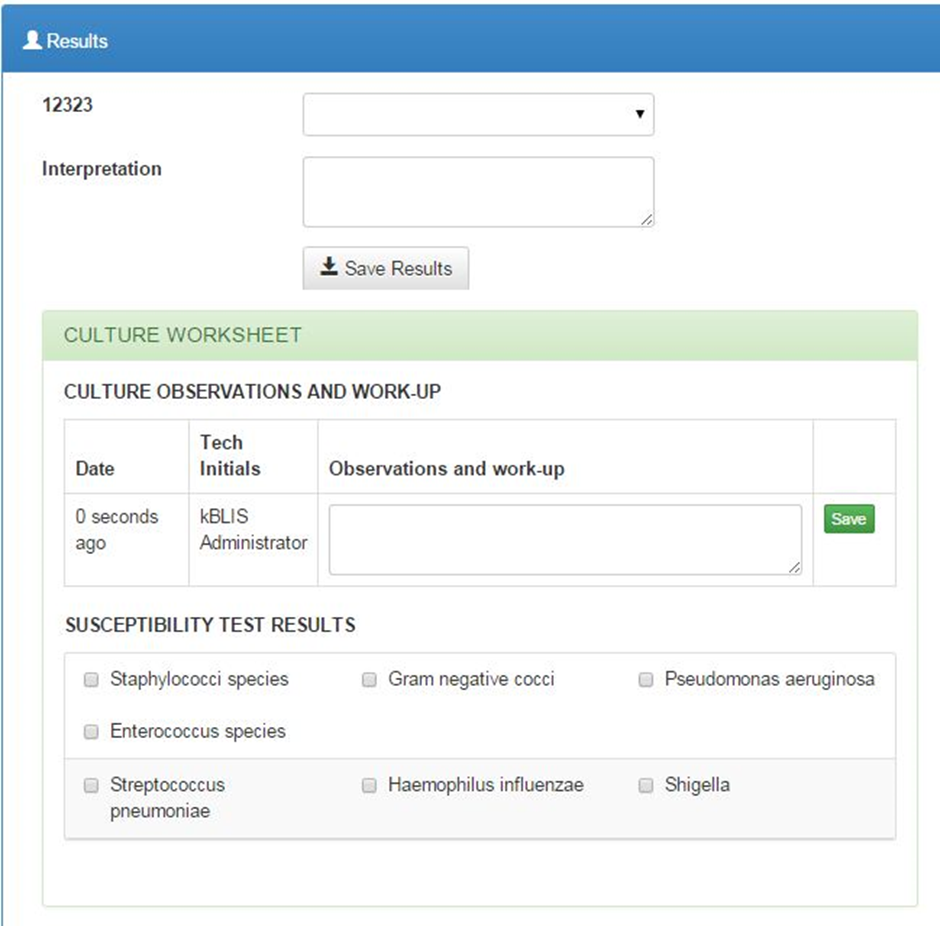 Results
12323
Interpretation
Save Results
CULTURE WORKSHEET
CULTURE OBSERVATIONS AND WORK-UP
Date
Tech
Initials
Observations and work-up
0 seconds
ago
kBLIS
Administrator
Save
SUSCEPTIBILITY TEST RESULTS
Staphylococci species
Gram negative cocci
Pseudomonas aeruginosa
Enterococcus species
Streptococcus
pneumoniae
Haemophilus influenzae
Shigella